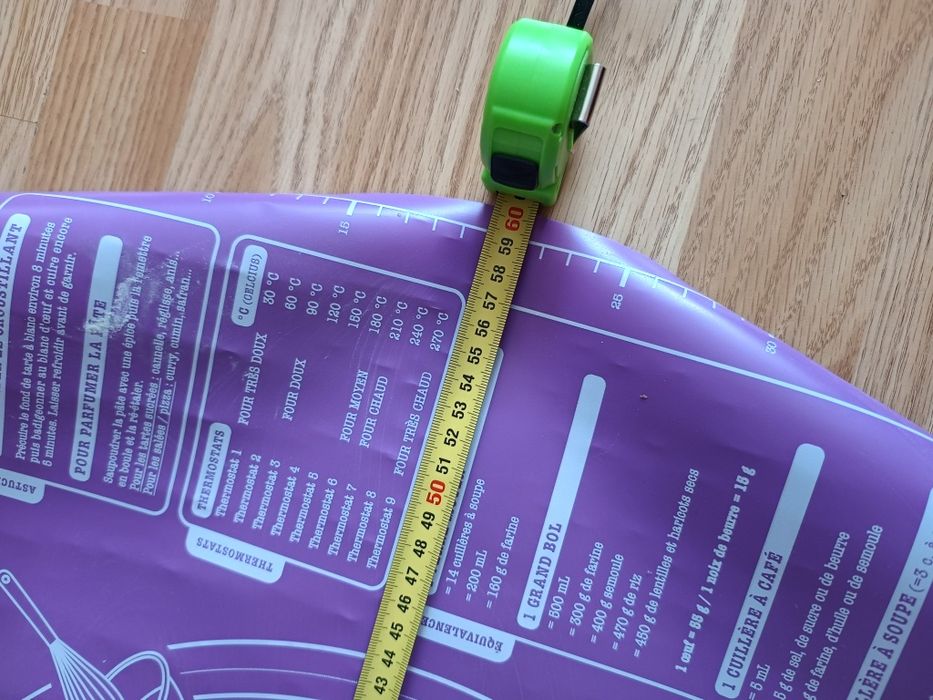 10
15
25
30
CROUSTILLANT
Précuire le fond de tarte à blanc environ 8 minutes
puis badigeonner au blanc d'œuf et cuire encore
6 minutes. Laisser refroidir avant de garnir.
POUR PARFUMER LA
Saupoudrer la pâte avec une épice puis la remettre
en boule et la ré-étaler.
Pour les tartes sucrées : cannelle, réglisse, anis...
Pour les salées / pizza : curry, cumin, safran...
THERMOSTATS
°C (CELCIUS)
Thermostat 1 FOUR TRÈS DOUX 30 °C
Thermostat 2 60 °C
Thermostat 3 FOUR DOUX 90 °C
Thermostat 4 120 °C
Thermostat 5 FOUR MOYEN 150 °C
Thermostat 6 FOUR CHAUD 180 °C
Thermostat 7 210 °C
Thermostat 8 FOUR TRÈS CHAUD 240 °C
Thermostat 9 270 °C
THERMOSTATS
= 14 cuillères à soupe
= 200 mL
= 160 g de farine
1 GRAND BOL
= 500 mL
= 300 g de farine
= 400 g semoule
= 470 g de riz
= 450 g de lentilles et haricots secs
1 œuf = 55 g / 1 noix de beurre = 15 g
1 CUILLÈRE À CAFÉ
= 5 mL
g de sel, de sucre ou de beurre
g de farine, d'huile ou de semoule
À SOUPE (=3 c. à
60
59
58
57
56
55
54
53
52
51
50
49
48
47
46
45
44
43